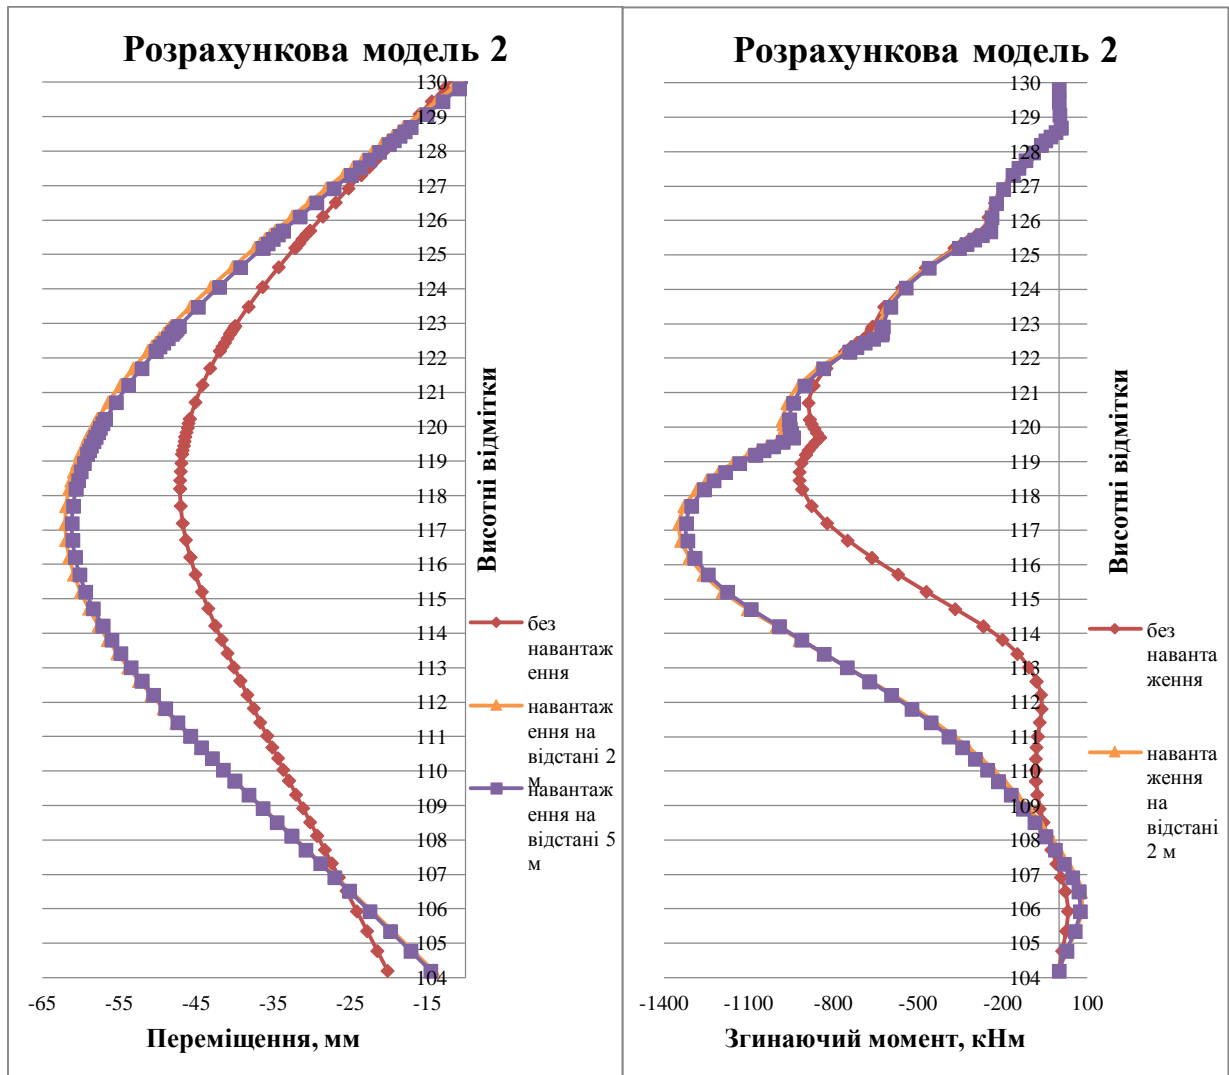 Розрахункова модель 2
130
129
128
127
126
125
124
123
122
121
120
119
118
117
116
115
114
113
112
111
110
109
108
107
106
105
104
-65
-55
-45
-35
-25
-15
Переміщення, мм
Висотні відмітки
без
навантаж
ення
навантаж
ення на
відстані 2
м
навантаж
ення на
відстані 5
м
Розрахункова модель 2
130
129
128
127
126
125
124
123
122
121
120
119
118
117
116
115
114
113
112
111
110
109
108
107
106
105
104
-1400
-1100
-800
-500
-200
100
Згинаючий момент, кНм
Висотні відмітки
без
наванта
ження
наванта
ження
на
відстані
2 м